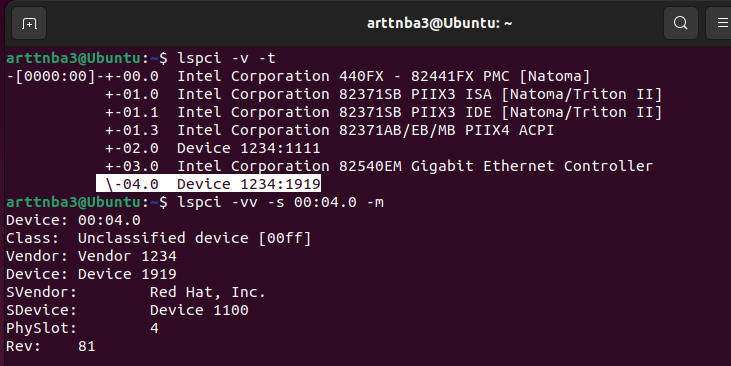 arttnba3@Ubuntu: ~
arttnba3@Ubuntu:~$ lspci -v -t
-[0000:00]-+-00.0  Intel Corporation 440FX - 82441FX PMC [Natoma]
           +-01.0  Intel Corporation 82371SB PIIX3 ISA [Natoma/Triton II]
           +-01.1  Intel Corporation 82371SB PIIX3 IDE [Natoma/Triton II]
           +-01.3  Intel Corporation 82371AB/EB/MB PIIX4 ACPI
           +-02.0  Device 1234:1111
           +-03.0  Intel Corporation 82540EM Gigabit Ethernet Controller
           \-04.0  Device 1234:1919
arttnba3@Ubuntu:~$ lspci -vv -s 00:04.0 -m
Device: 00:04.0
Class:  Unclassified device [00ff]
Vendor: Vendor 1234
Device: Device 1919
SVendor:        Red Hat, Inc.
SDevice:        Device 1100
PhySlot:        4
Rev:    81